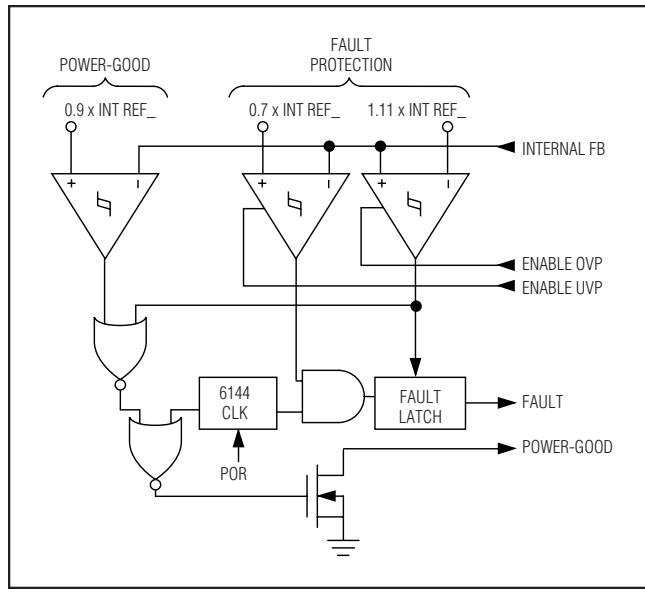 POWER-GOOD
FAULT
PROTECTION
0.9 x INT REF_
0.7 x INT REF_
1.11 x INT REF_
INTERNAL FB
+ -
+ -
+ -
ENABLE OVP
ENABLE UVP
6144
CLK
FAULT
LATCH
FAULT
POR
POWER-GOOD